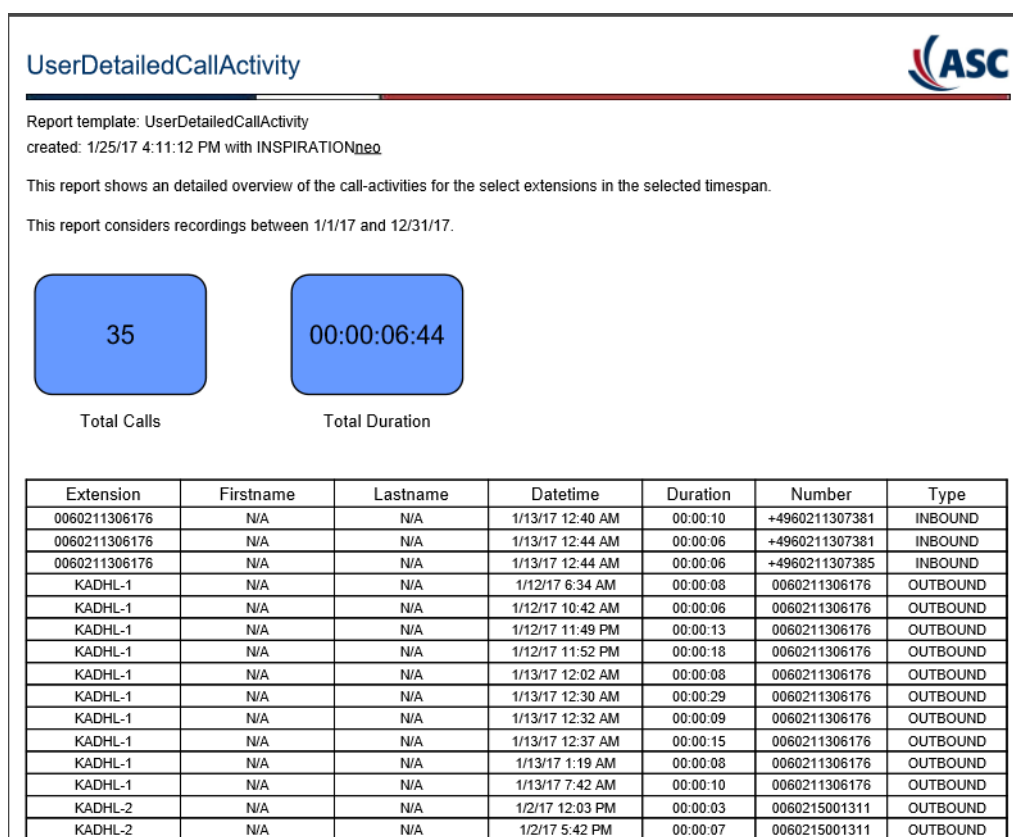 UserDetailedCallActivity
ASC
Report template: UserDetailedCallActivity
created: 1/25/17 4:11:12 PM with INSPIRATIONneo
This report shows an detailed overview of the call-activities for the select extensions in the selected timespan.
This report considers recordings between 1/1/17 and 12/31/17.
35 00:00:06:44
Total Calls Total Duration
Extension Firstname Lastname Datetime Duration Number Type
0060211306176 N/A N/A 1/13/17 12:40 AM 00:00:10 +4960211307381 INBOUND
0060211306176 N/A N/A 1/13/17 12:44 AM 00:00:06 +4960211307381 INBOUND
0060211306176 N/A N/A 1/13/17 12:44 AM 00:00:06 +4960211307385 INBOUND
KADHL-1 N/A N/A 1/12/17 6:34 AM 00:00:08 0060211306176 OUTBOUND
KADHL-1 N/A N/A 1/12/17 10:42 AM 00:00:06 0060211306176 OUTBOUND
KADHL-1 N/A N/A 1/12/17 11:49 PM 00:00:13 0060211306176 OUTBOUND
KADHL-1 N/A N/A 1/12/17 11:52 PM 00:00:18 0060211306176 OUTBOUND
KADHL-1 N/A N/A 1/13/17 12:02 AM 00:00:08 0060211306176 OUTBOUND
KADHL-1 N/A N/A 1/13/17 12:30 AM 00:00:29 0060211306176 OUTBOUND
KADHL-1 N/A N/A 1/13/17 12:32 AM 00:00:09 0060211306176 OUTBOUND
KADHL-1 N/A N/A 1/13/17 12:37 AM 00:00:15 0060211306176 OUTBOUND
KADHL-1 N/A N/A 1/13/17 1:19 AM 00:00:08 0060211306176 OUTBOUND
KADHL-1 N/A N/A 1/13/17 7:42 AM 00:00:10 0060211306176 OUTBOUND
KADHL-2 N/A N/A 1/2/17 12:03 PM 00:00:03 0060215001311 OUTBOUND
KADHL-2 N/A N/A 1/2/17 5:42 PM 00:00:07 0060215001311 OUTBOUND